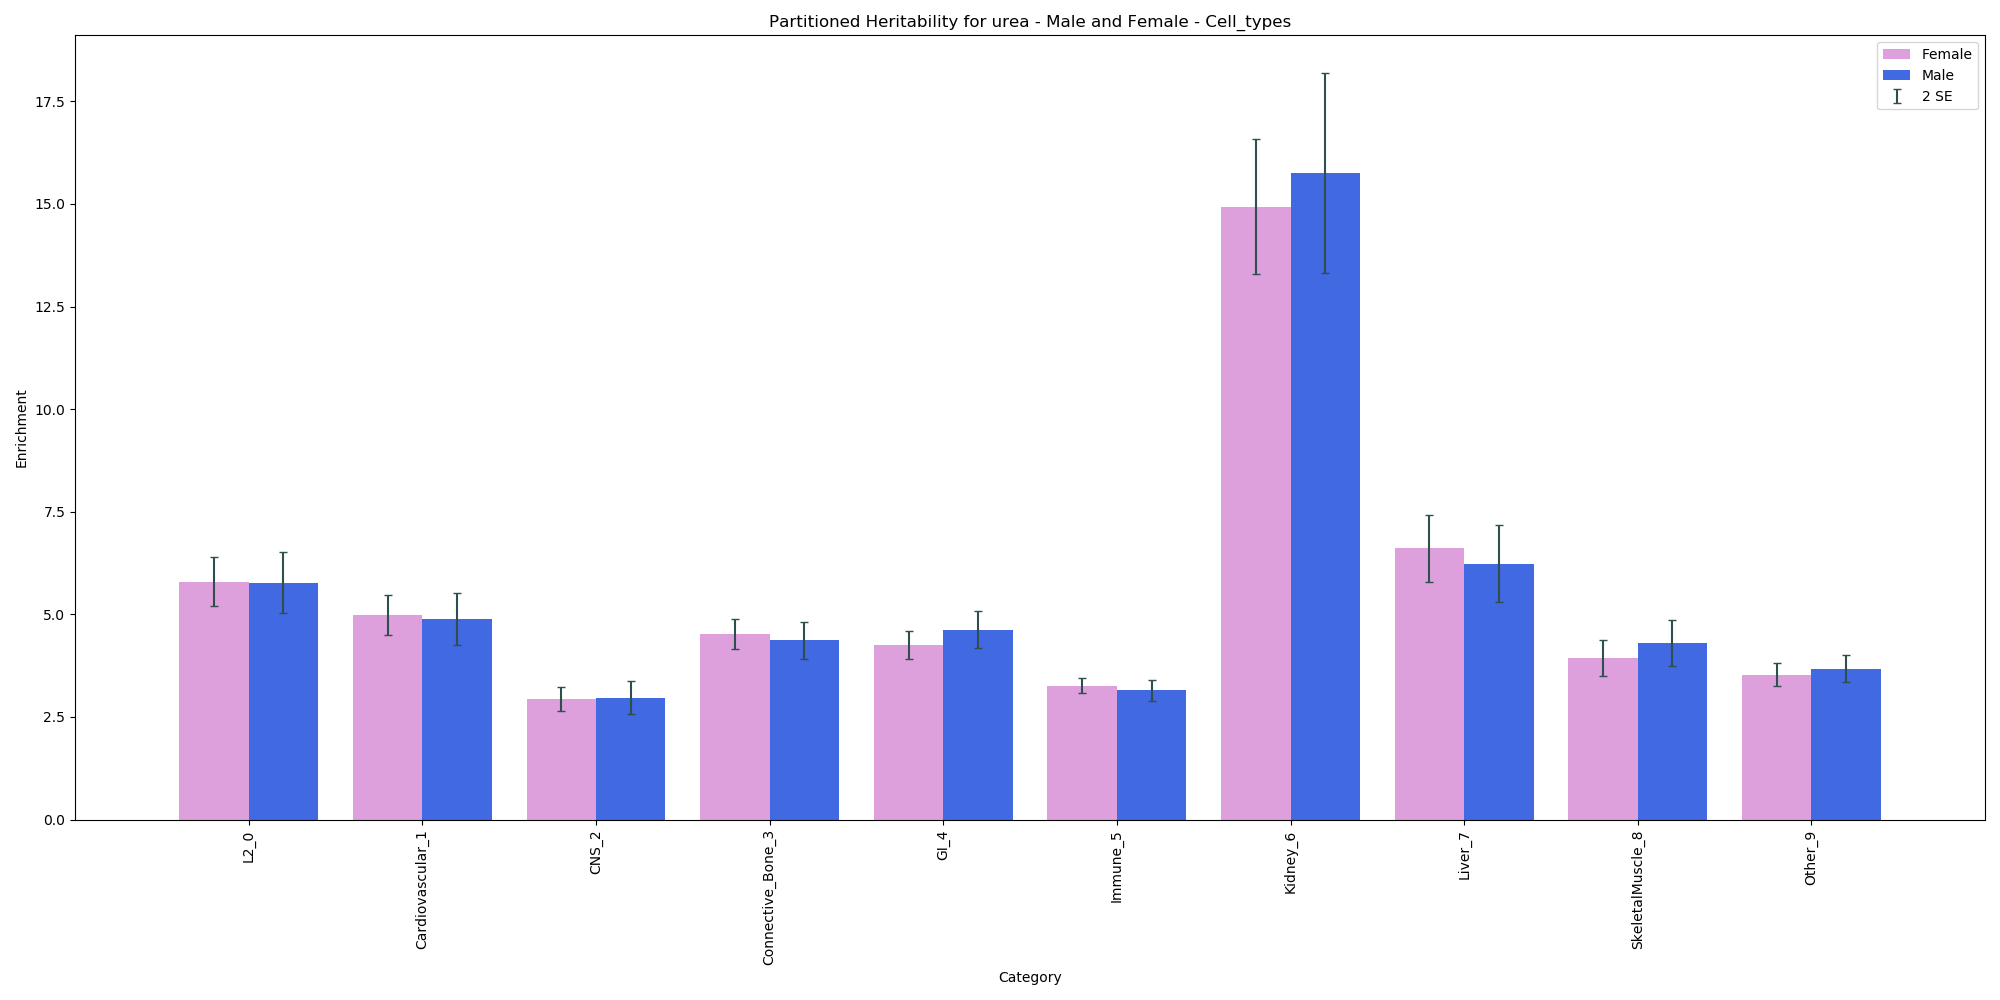 Partitioned Heritability for urea - Male and Female - Cell_types
Female
Male
2 SE
17.5
15.0
12.5
10.0
7.5
5.0
2.5
0.0
Enrichment
L2_0
Cardiovascular_1
CNS_2
Connective_Bone_3
GI_4
Immune_5
Kidney_6
Liver_7
SkeletalMuscle_8
Other_9
Category